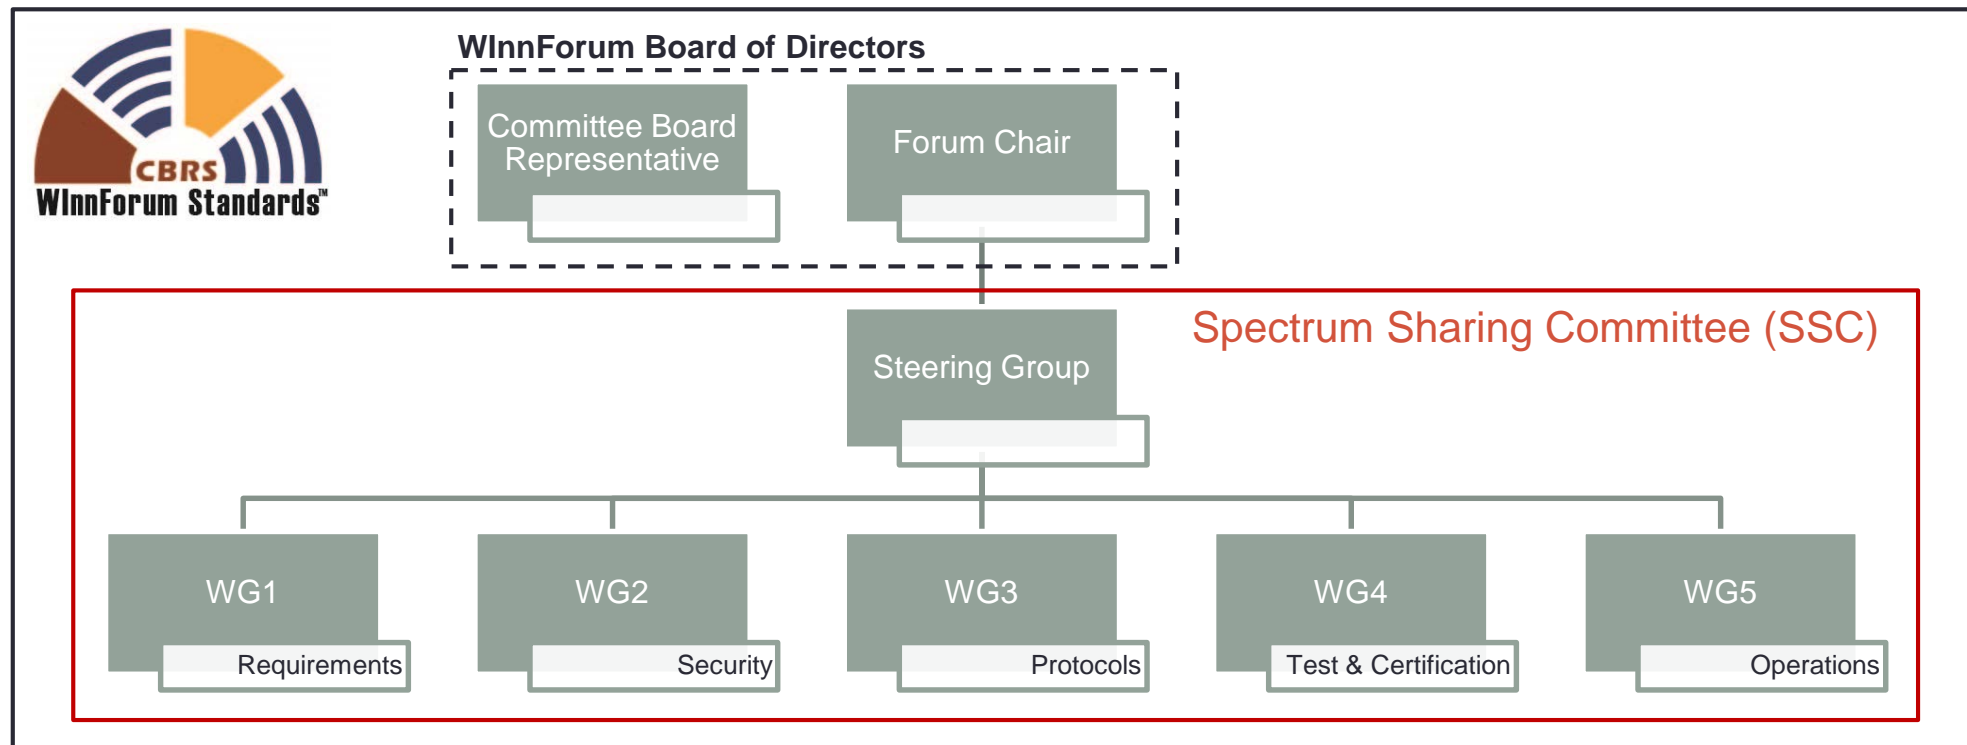 WInnForum Board of Directors
CBRS
WInnForum Standards™
Committee Board
Representative
Forum Chair
Spectrum Sharing Committee (SSC)
Steering Group
WG1
WG2
WG3
WG4
WG5
Requirements
Security
Protocols
Test & Certification
Operations